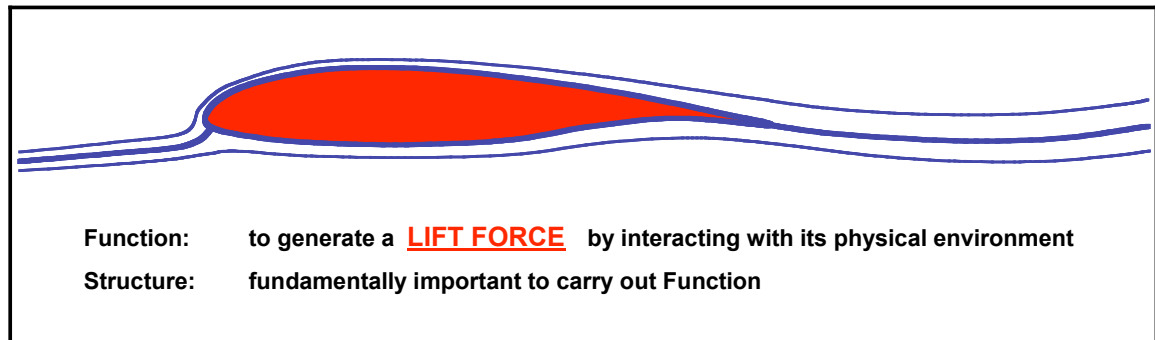 Function: to generate a LIFT FORCE by interacting with its physical environment
Structure: fundamentally important to carry out Function